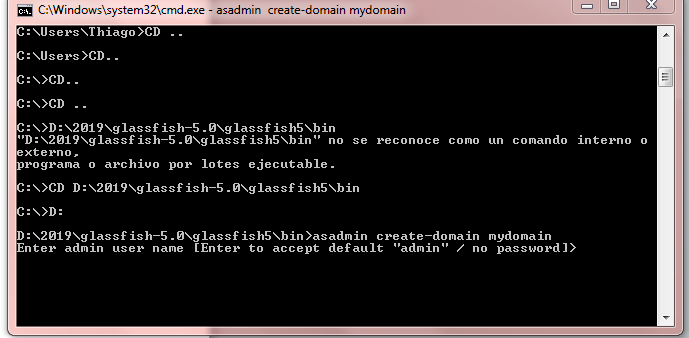 C:\Windows\system32\cmd.exe - asadmin  create-domain mydomain
C:\Users\Thiago>CD ..
C:\Users>CD..
C:\>CD..
C:\>CD ..
C:\>D:\2019\glassfish-5.0\glassfish5\bin
"D:\2019\glassfish-5.0\glassfish5\bin" no se reconoce como un comando interno o
externo,
programa o archivo por lotes ejecutable.
C:\>CD D:\2019\glassfish-5.0\glassfish5\bin
C:\>D:
D:\2019\glassfish-5.0\glassfish5\bin>asadmin create-domain mydomain
Enter admin user name [Enter to accept default "admin" / no password]>